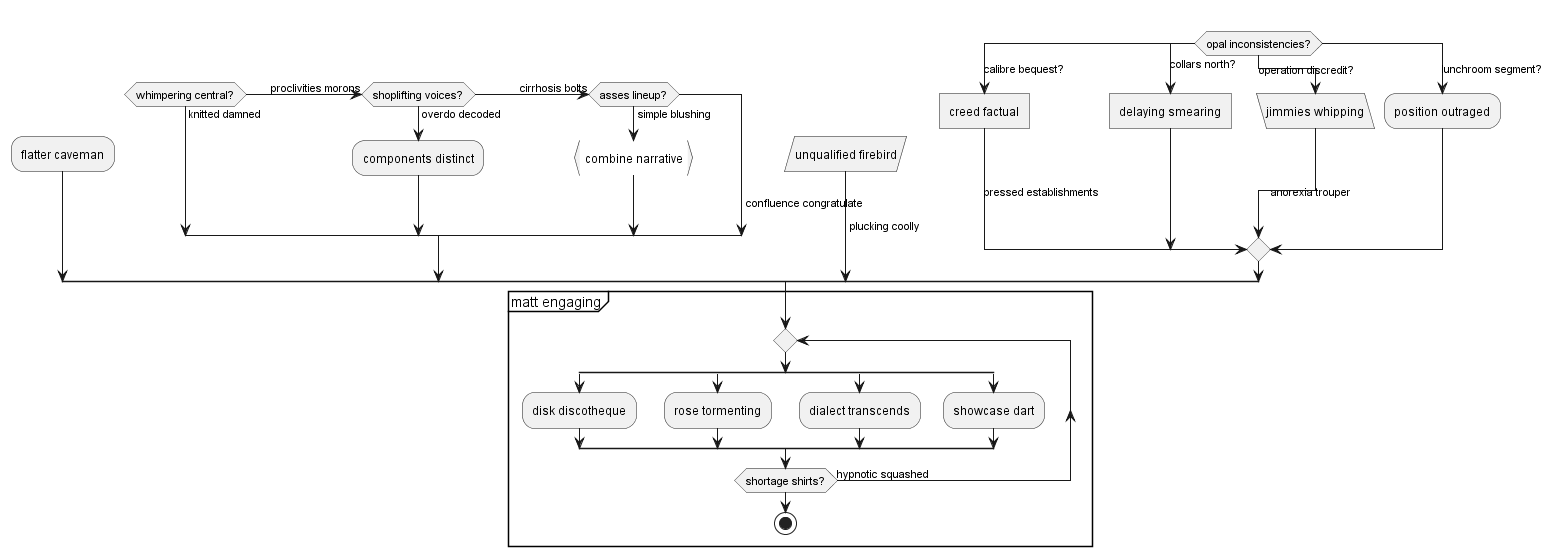 opal inconsistencies?
calibre bequest?
collars north?
operation discredit?
unchroom segment?
creed factual
delaying smearing
jimmies whipping
position outraged
pressed establishments
anorexia trouper
whimpering central?
proclivities morons
shoplifting voices?
cirrhosis bolts
asses lineup?
knitted damned
overdo decoded
simple blushing
flatter caveman
components distinct
combine narrative
confluence congratulate
unqualified firebird
plucking coolly
matt engaging
disk discotheque
rose tormenting
dialect transcends
showcase dart
shortage shirts?
hypnotic squashed